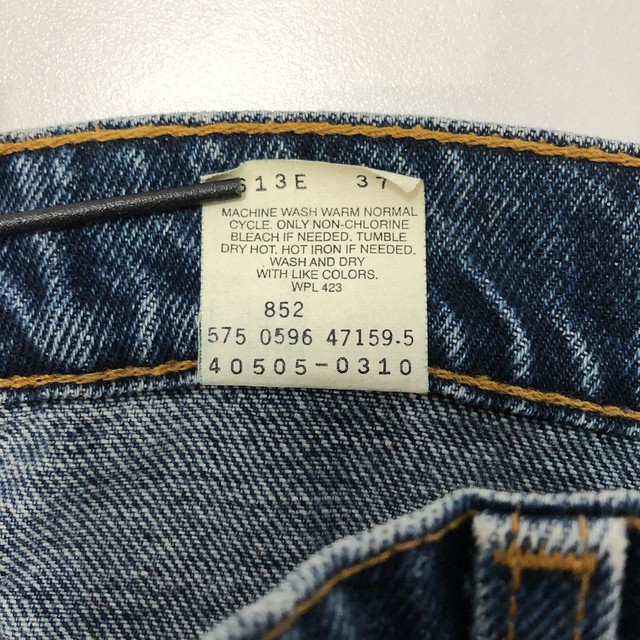 613E 37
MACHINE WASH WARM NORMAL
CYCLE. ONLY NON-CHLORINE
BLEACH IF NEEDED. TUMBLE
DRY HOT. HOT IRON IF NEEDED.
WASH AND DRY
WITH LIKE COLORS.
WPL 423
852
575 0596 47159.5
40505-0310